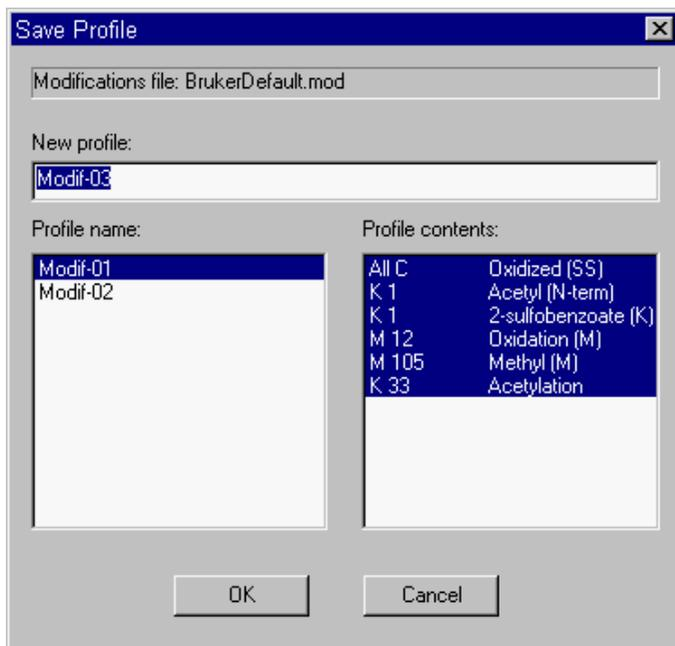 Save Profile
Modifications file: BrukerDefault.mod
New profile:
Modif-03
Profile name:
Modif-01
Modif-02
Profile contents:
All C Oxidized (SS)
K 1 Acetyl (N-term)
K 1 2-sulfobenzoate (K)
M 12 Oxidation (M)
M 105 Methyl (M)
K 33 Acetylation
OK
Cancel